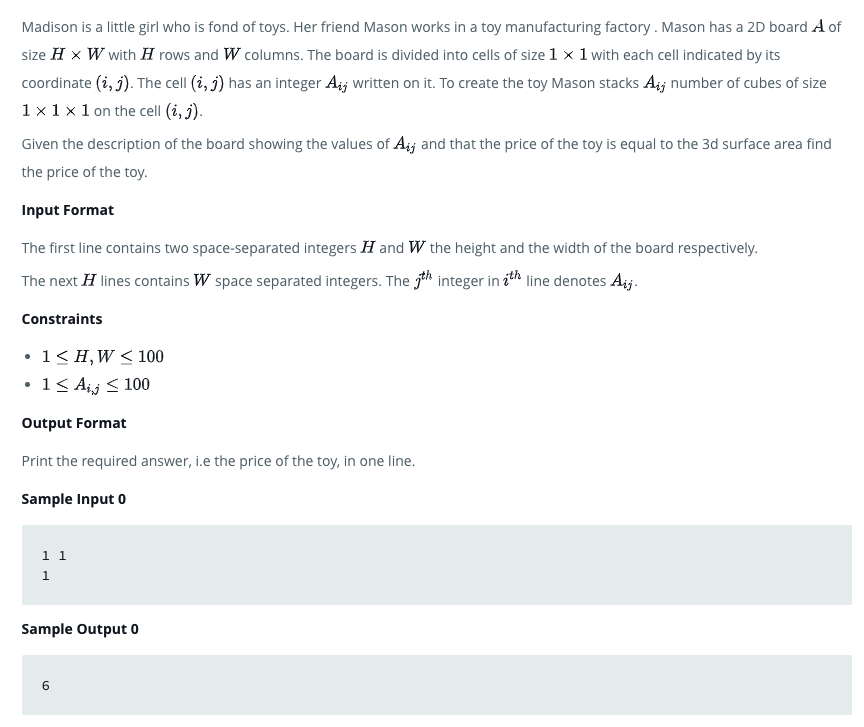 Madison is a little girl who is fond of toys. Her friend Mason works in a toy manufacturing factory . Mason has a 2D board A of
size H × W with H rows and W columns. The board is divided into cells of size 1 × 1 with each cell indicated by its
coordinate (i, j). The cell (i, j) has an integer A_{ij} written on it. To create the toy Mason stacks A_{ij} number of cubes of size
1 × 1 × 1 on the cell (i, j).
Given the description of the board showing the values of A_{ij} and that the price of the toy is equal to the 3d surface area find
the price of the toy.
Input Format
The first line contains two space-separated integers H and W the height and the width of the board respectively.
The next H lines contains W space separated integers. The j^{th} integer in i^{th} line denotes A_{ij}.
Constraints
• 1 ≤ H, W ≤ 100
• 1 ≤ A_{i,j} ≤ 100
Output Format
Print the required answer, i.e the price of the toy, in one line.
Sample Input 0
1 1
1
Sample Output 0
6